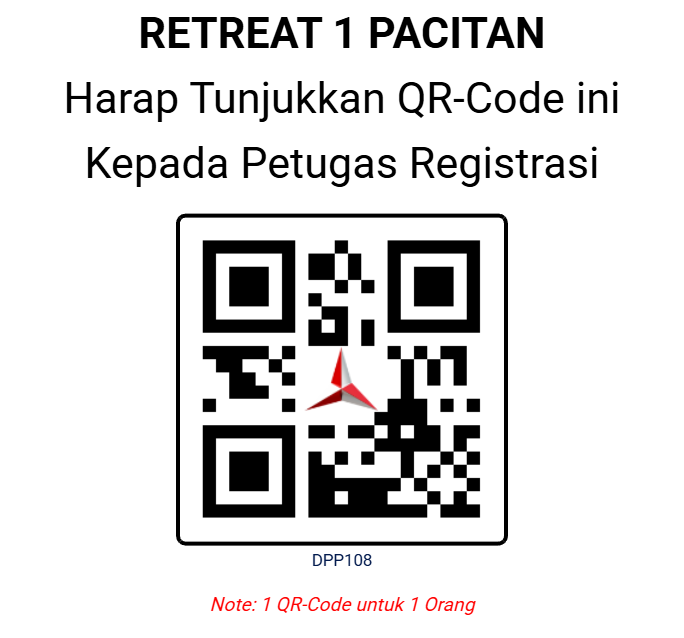 RETREAT 1 PACITAN
Harap Tunjukkan QR-Code ini
Kepada Petugas Registrasi
DPP108
Note: 1 QR-Code untuk 1 Orang